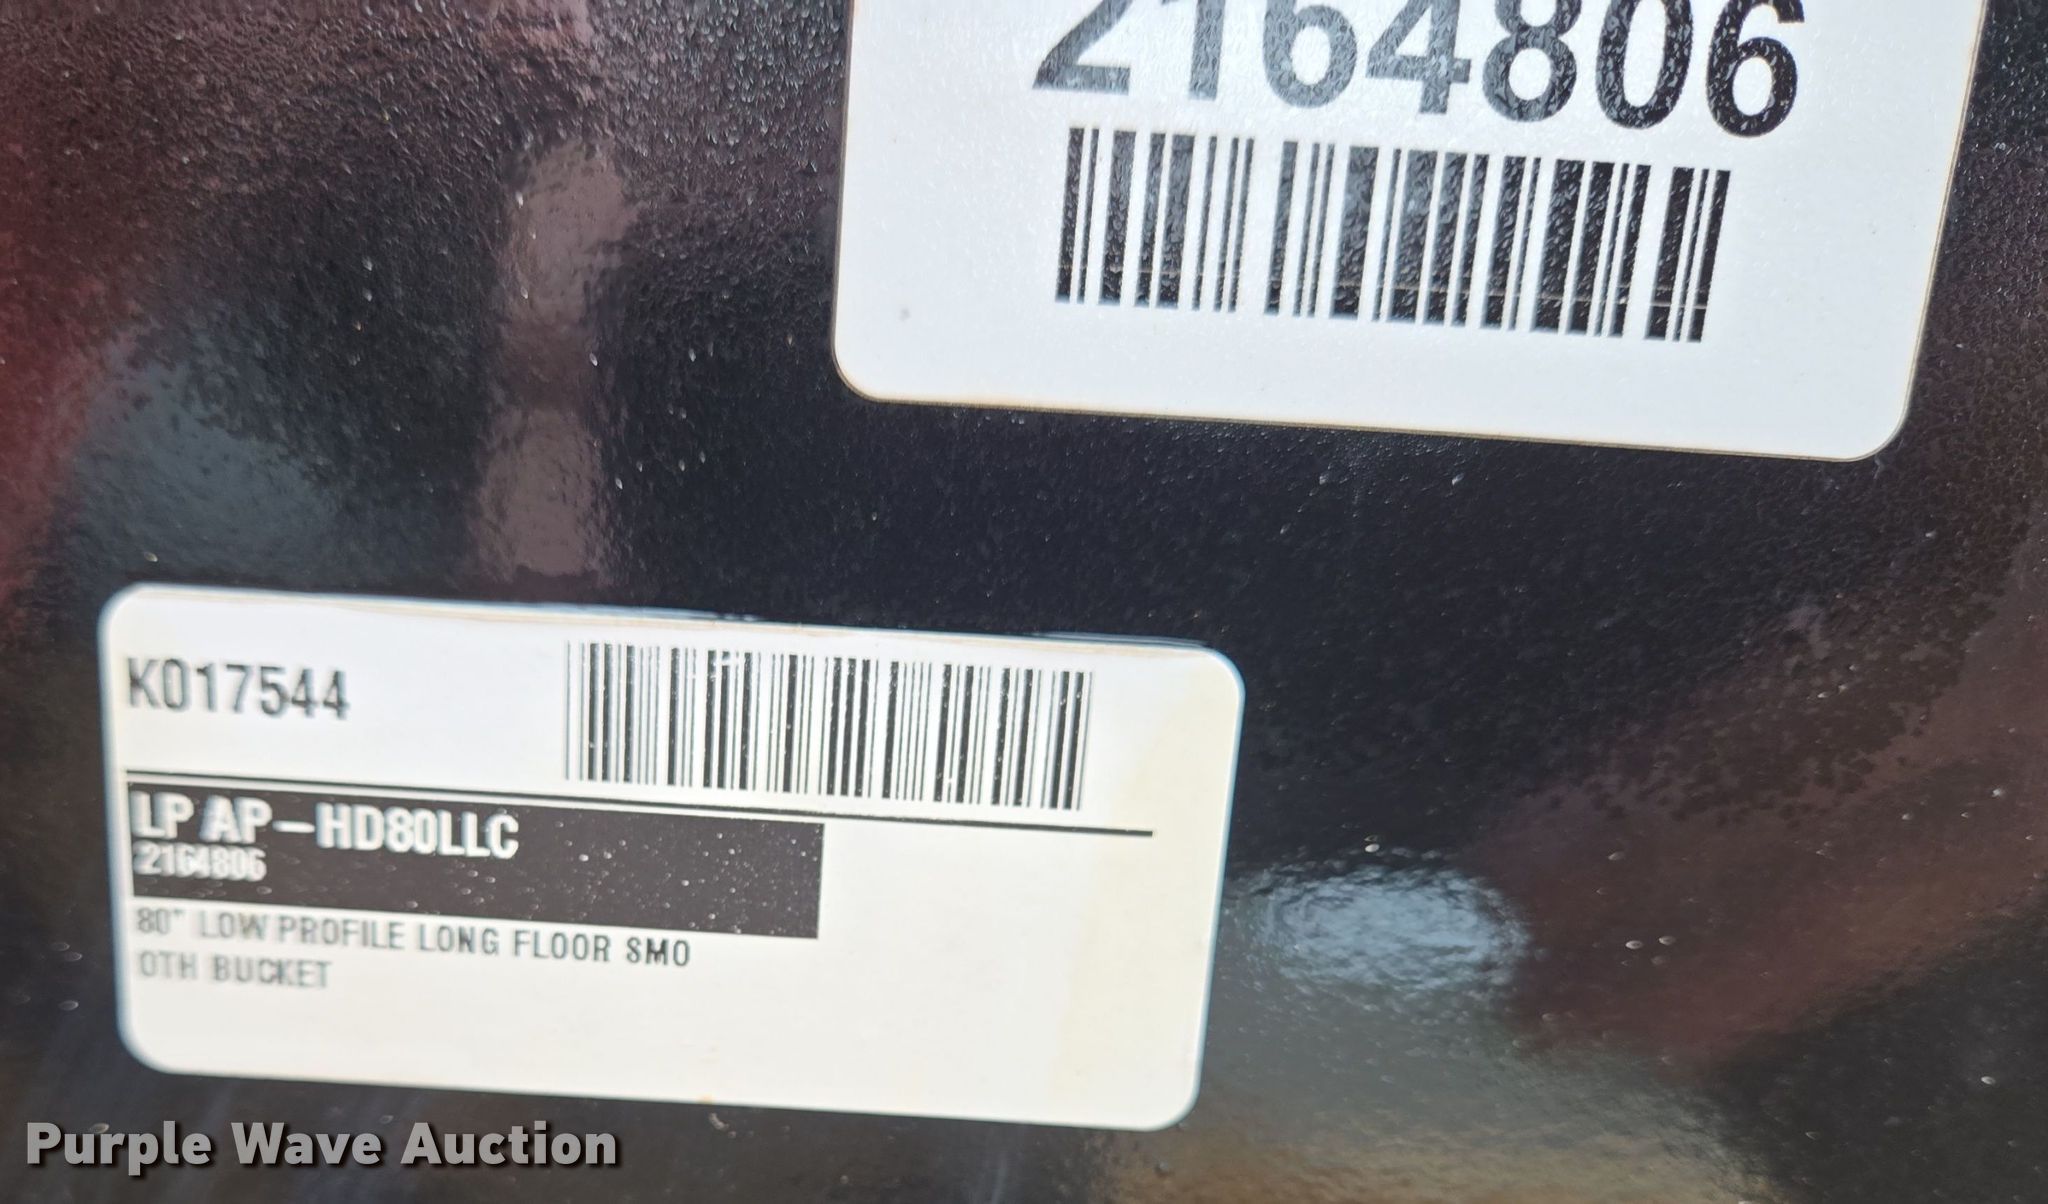 2164806
K017544
LP AP-HD80LLC
2164806
80" LOW PROFILE LONG FLOOR SMO
OTH BUCKET
Purple Wave Auction